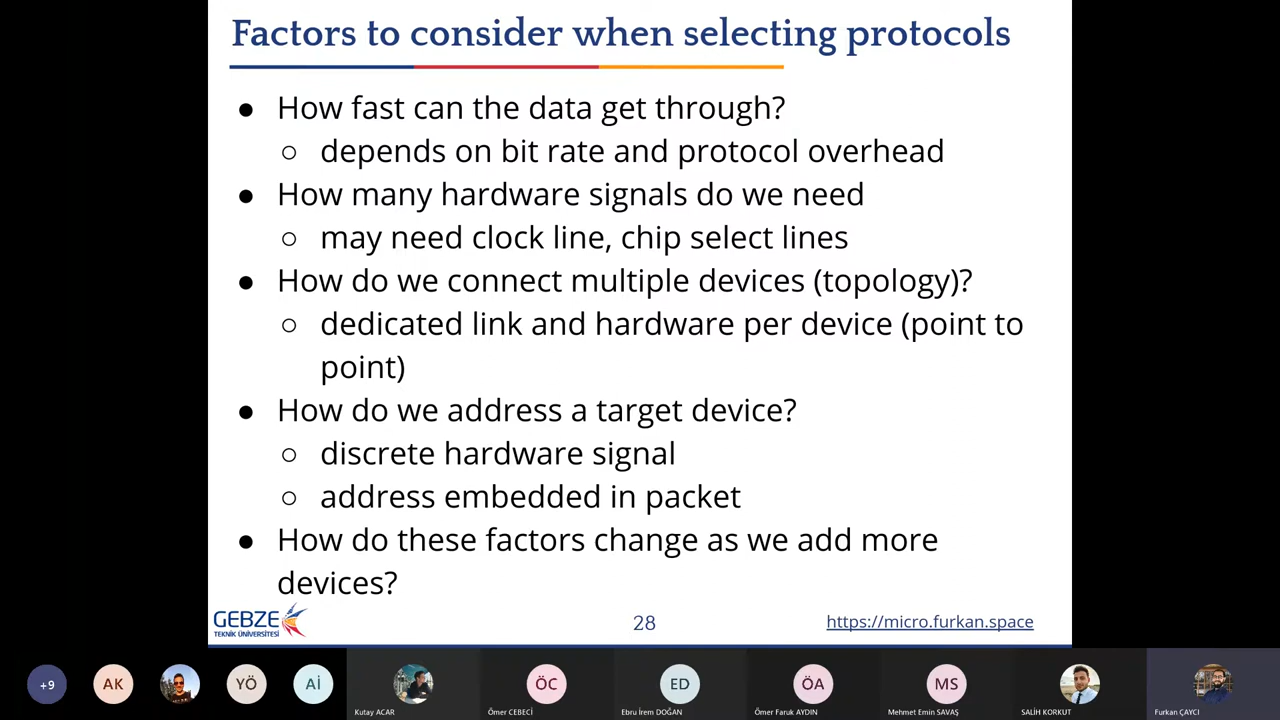 Factors to consider when selecting protocols
● How fast can the data get through?
○ depends on bit rate and protocol overhead
● How many hardware signals do we need
○ may need clock line, chip select lines
● How do we connect multiple devices (topology)?
○ dedicated link and hardware per device (point to
point)
● How do we address a target device?
○ discrete hardware signal
○ address embedded in packet
● How do these factors change as we add more
devices?
GEBZE
TEKNİK ÜNİVERSİTESİ
28
https://micro.furkan.space
+9
AK
YÖ
Aİ
ÖC
ED
ÖA
MS
Kutay ACAR
Ömer CEBECİ
Ebru İrem DOĞAN
Ömer Faruk AYDIN
Mehmet Emin SAVAŞ
SALİH KORKUT
Furkan ÇAYCI